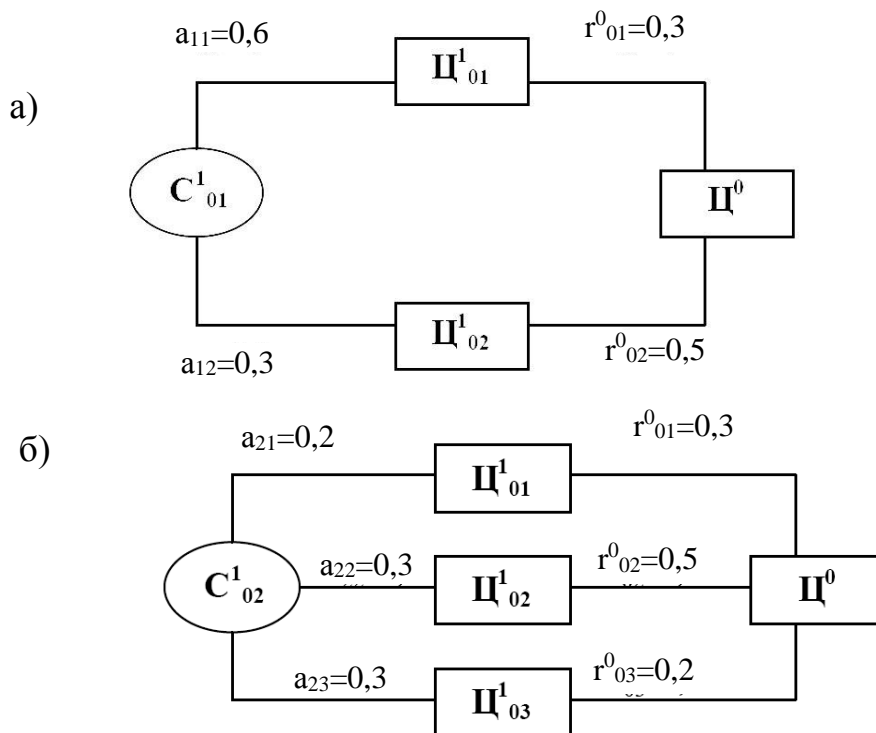 a₁₁=0,6
r⁰₀₁=0,3
Ц¹₀₁
а)
С¹₀₁
Ц⁰
Ц¹₀₂
a₁₂=0,3
r⁰₀₂=0,5
б)
a₂₁=0,2
r⁰₀₁=0,3
Ц¹₀₁
a₂₂=0,3
r⁰₀₂=0,5
С¹₀₂
Ц¹₀₂
Ц⁰
a₂₃=0,3
r⁰₀₃=0,2
Ц¹₀₃